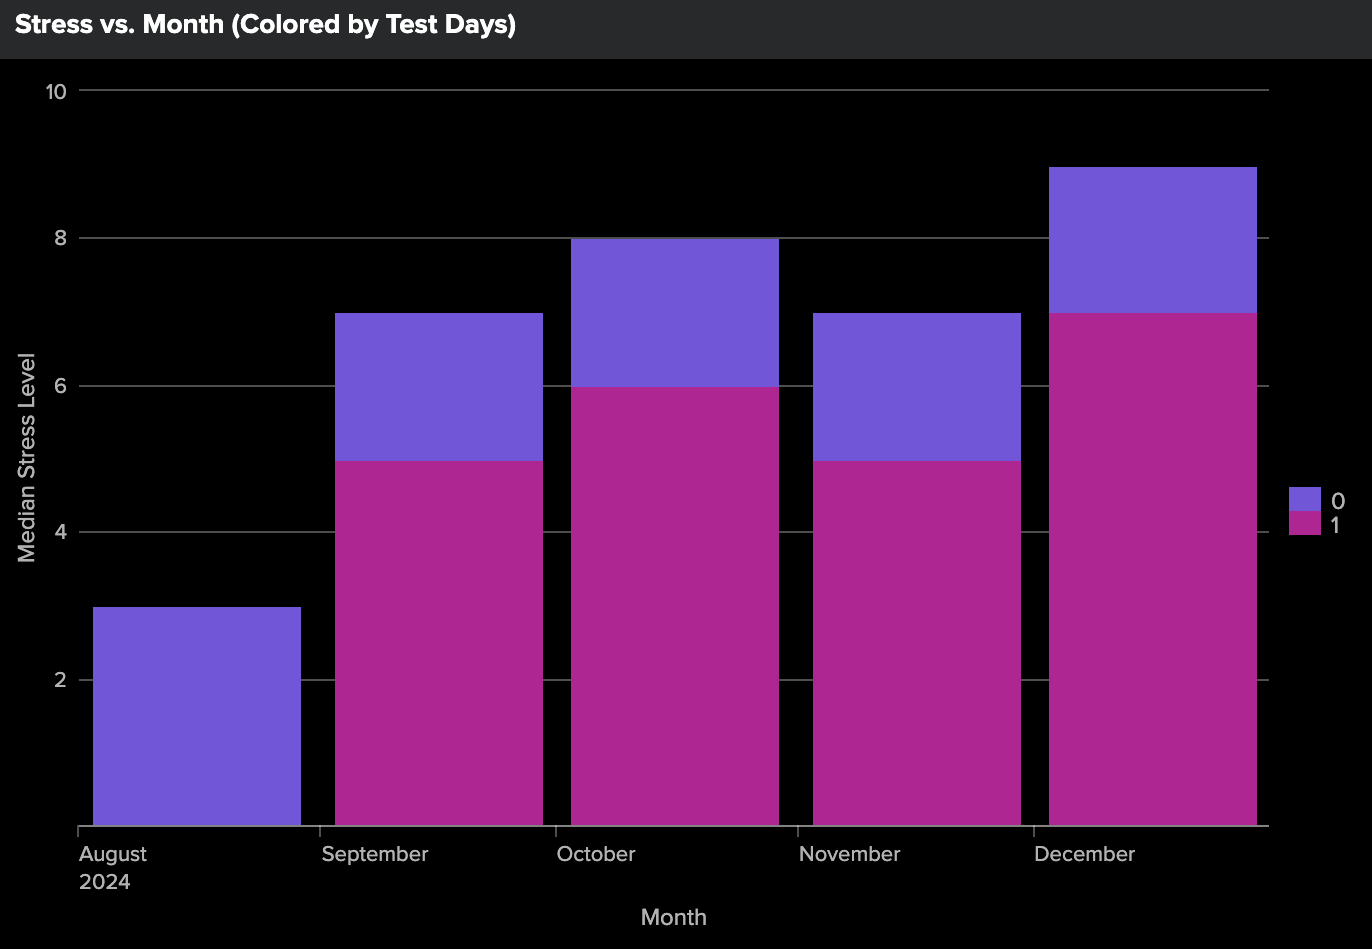 Stress vs. Month (Colored by Test Days)
10
8
6
4
2
Median Stress Level
0
1
August
2024
September
October
November
December
Month